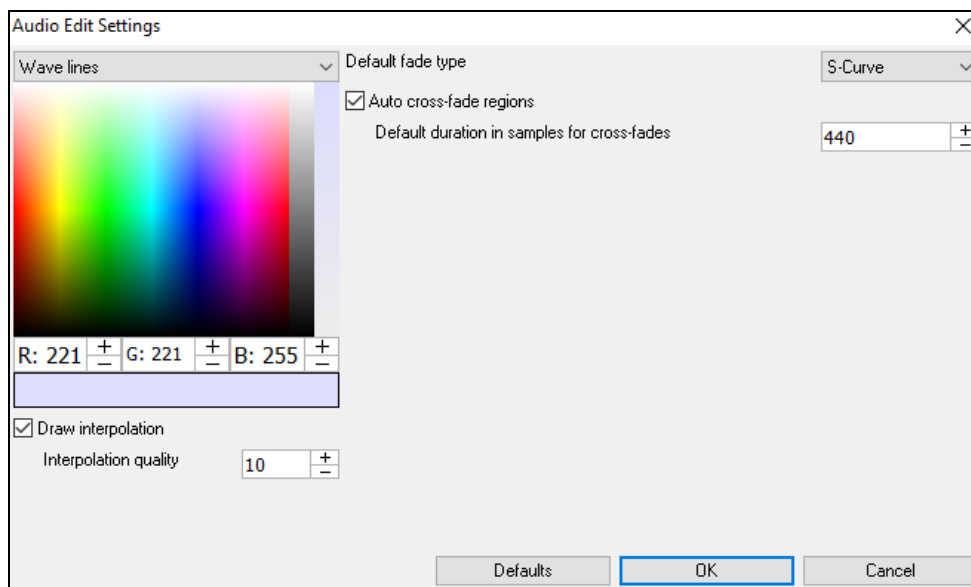 Audio Edit Settings
Wave lines
Default fade type
S-Curve
Auto cross-fade regions
Default duration in samples for cross-fades
440
R: 221
G: 221
B: 255
Draw interpolation
Interpolation quality
10
Defaults
OK
Cancel